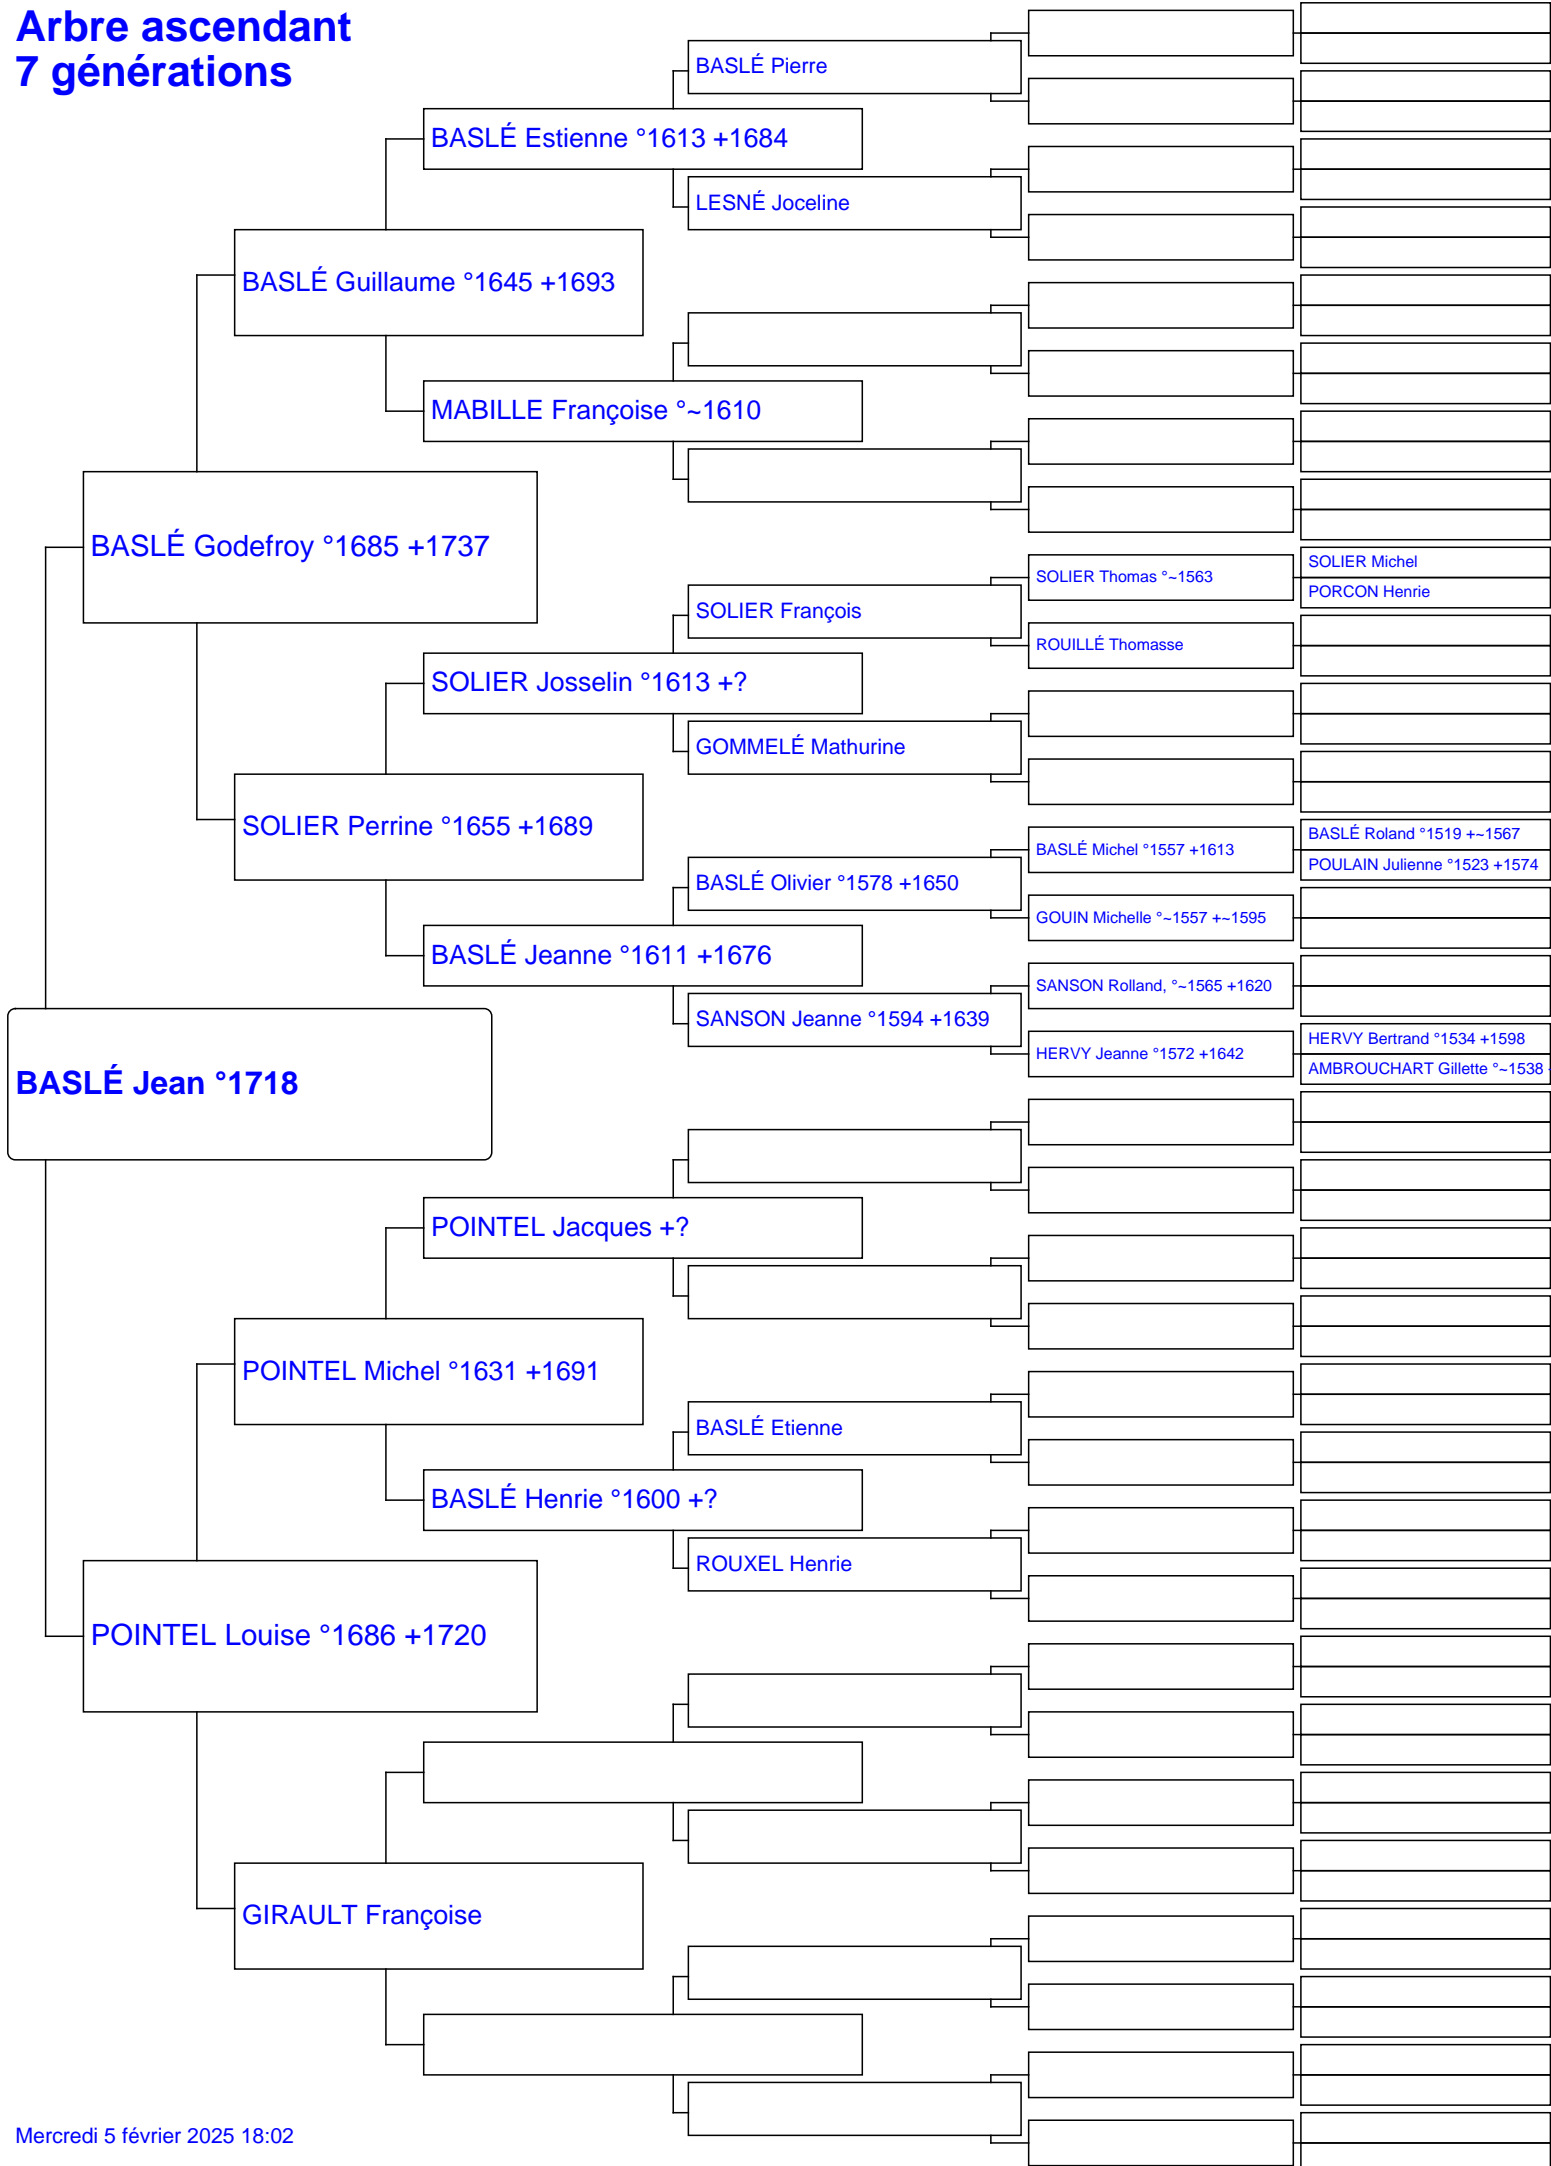 Arbre ascendant
7 générations
BASLÉ Pierre
BASLÉ Estienne °1613 +1684
LESNÉ Joceline
BASLÉ Guillaume °1645 +1693
MABILLE Françoise °~1610
BASLÉ Godefroy °1685 +1737
SOLIER Michel
SOLIER Thomas °~1563
PORCON Henrie
SOLIER François
ROUILLÉ Thomasse
SOLIER Josselin °1613 +?
GOMMELÉ Mathurine
SOLIER Perrine °1655 +1689
BASLÉ Roland °1519 +~1567
BASLÉ Michel °1557 +1613
POULAIN Julienne °1523 +1574
BASLÉ Olivier °1578 +1650
GOUIN Michelle °~1557 +~1595
BASLÉ Jeanne °1611 +1676
SANSON Rolland, °~1565 +1620
SANSON Jeanne °1594 +1639
HERVY Bertrand °1534 +1598
HERVY Jeanne °1572 +1642
AMBROUCHART Gillette °~1538
BASLÉ Jean °1718
POINTEL Jacques +?
POINTEL Michel °1631 +1691
BASLÉ Etienne
BASLÉ Henrie °1600 +?
ROUXEL Henrie
POINTEL Louise °1686 +1720
GIRAULT Françoise
Mercredi 5 février 2025 18:02